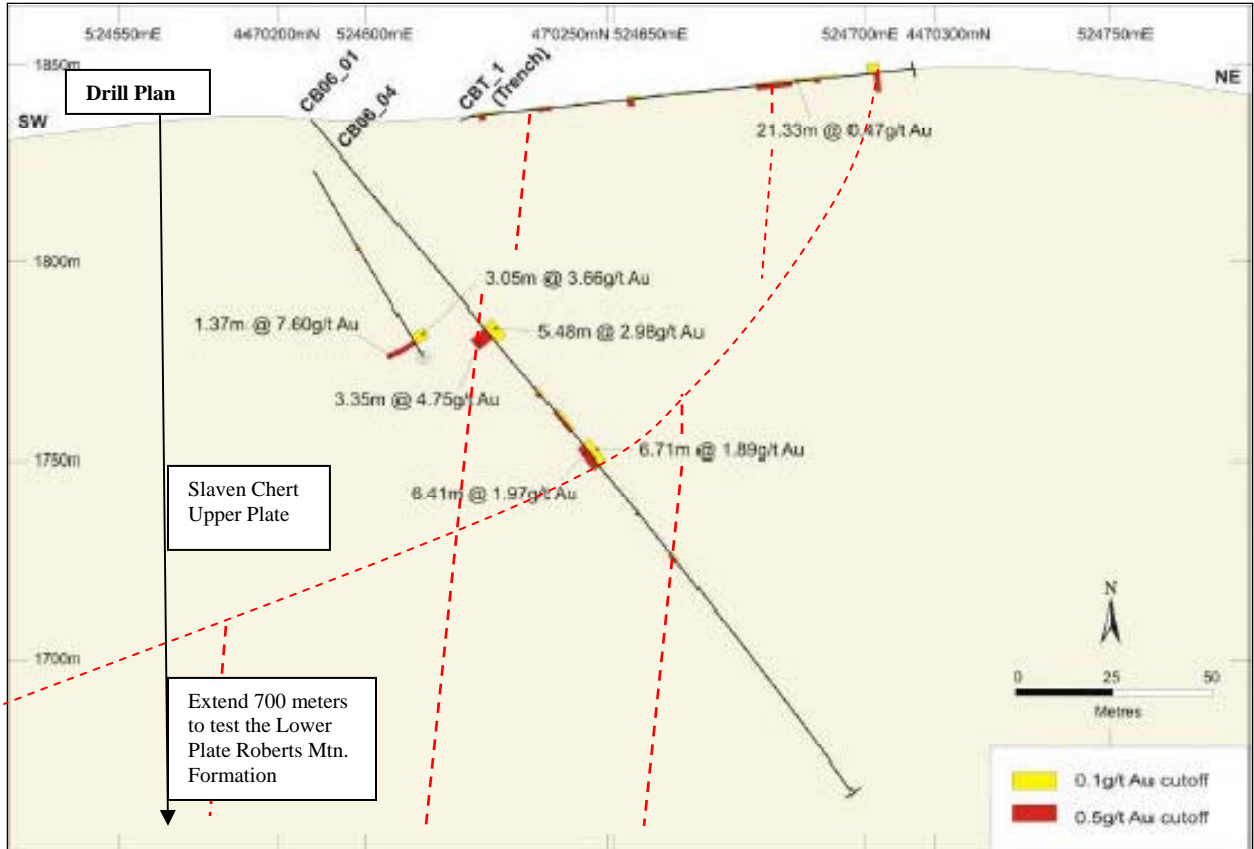 524550mE 4470200mN 524600mE 470250mN 524650mE 524700mE 4470300mN 524750mE
1850m
Drill Plan
CB06_01
CB06_04
CBT_1
(Trench)
NE
SW
21.33m @ 0.47g/t Au
1800m
3.05m @ 3.66g/t Au
1.37m @ 7.60g/t Au
5.48m @ 2.98g/t Au
3.35m @ 4.75g/t Au
1750m
6.71m @ 1.89g/t Au
6.41m @ 1.97g/t Au
Slaven Chert
Upper Plate
N
1700m
0 25 50
Metres
Extend 700 meters
to test the Lower
Plate Roberts Mtn.
Formation
0.1g/t Au cutoff
0.5g/t Au cutoff